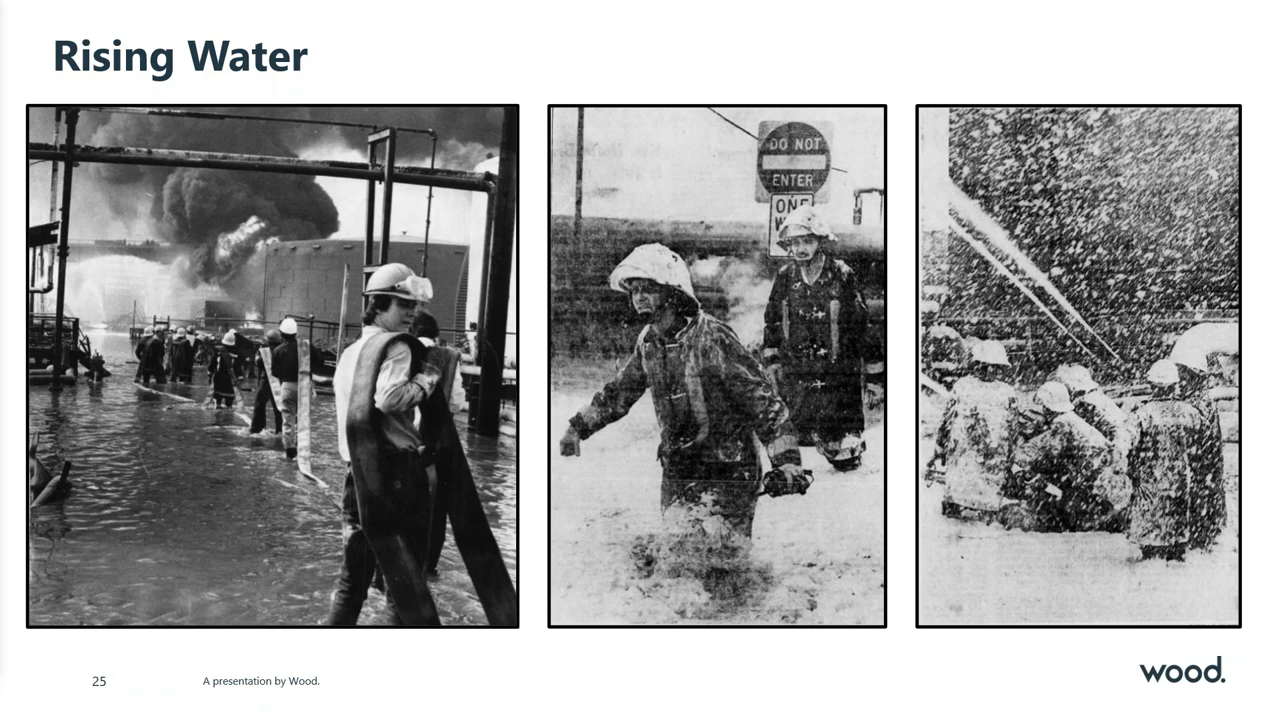 Rising Water
DO NOT
ENTER
ONE
25
A presentation by Wood.
wood.